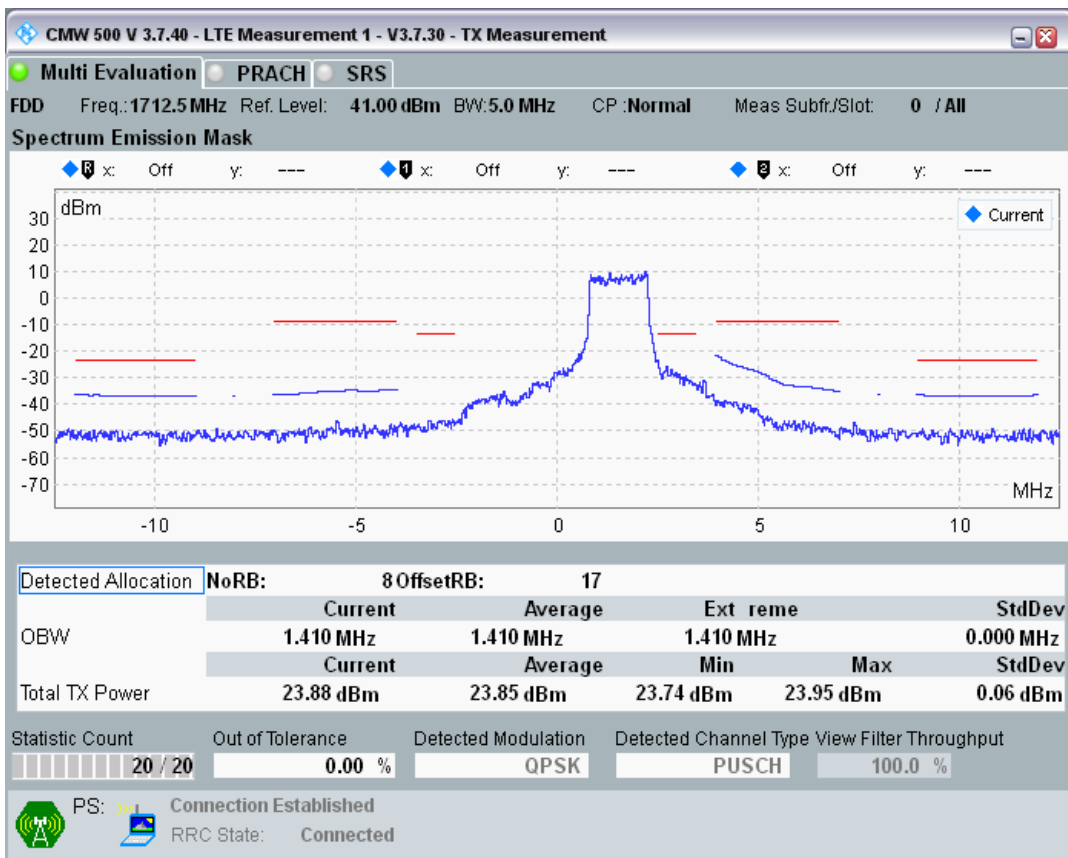 CMW 500 V 3.7.40 - LTE Measurement 1 - V3.7.30 - TX Measurement
Multi Evaluation PRACH SRS
FDD Freq.: 1712.5 MHz Ref. Level: 41.00 dBm BW: 5.0 MHz CP : Normal Meas Subfr./Slot: 0 / All
Spectrum Emission Mask
R x: Off y: --- 1 x: Off y: --- 2 x: Off y: ---
dBm
Current
30
20
10
0
-10
-20
-30
-40
-50
-60
-70
MHz
-10 -5 0 5 10
Detected Allocation NoRB: 8 OffsetRB: 17
Current Average Ext reme StdDev
OBW 1.410 MHz 1.410 MHz 1.410 MHz 0.000 MHz
Current Average Min Max StdDev
Total TX Power 23.88 dBm 23.85 dBm 23.74 dBm 23.95 dBm 0.06 dBm
Statistic Count Out of Tolerance Detected Modulation Detected Channel Type View Filter Throughput
20 / 20 0.00 % QPSK PUSCH 100.0 %
PS: Connection Established
RRC State: Connected